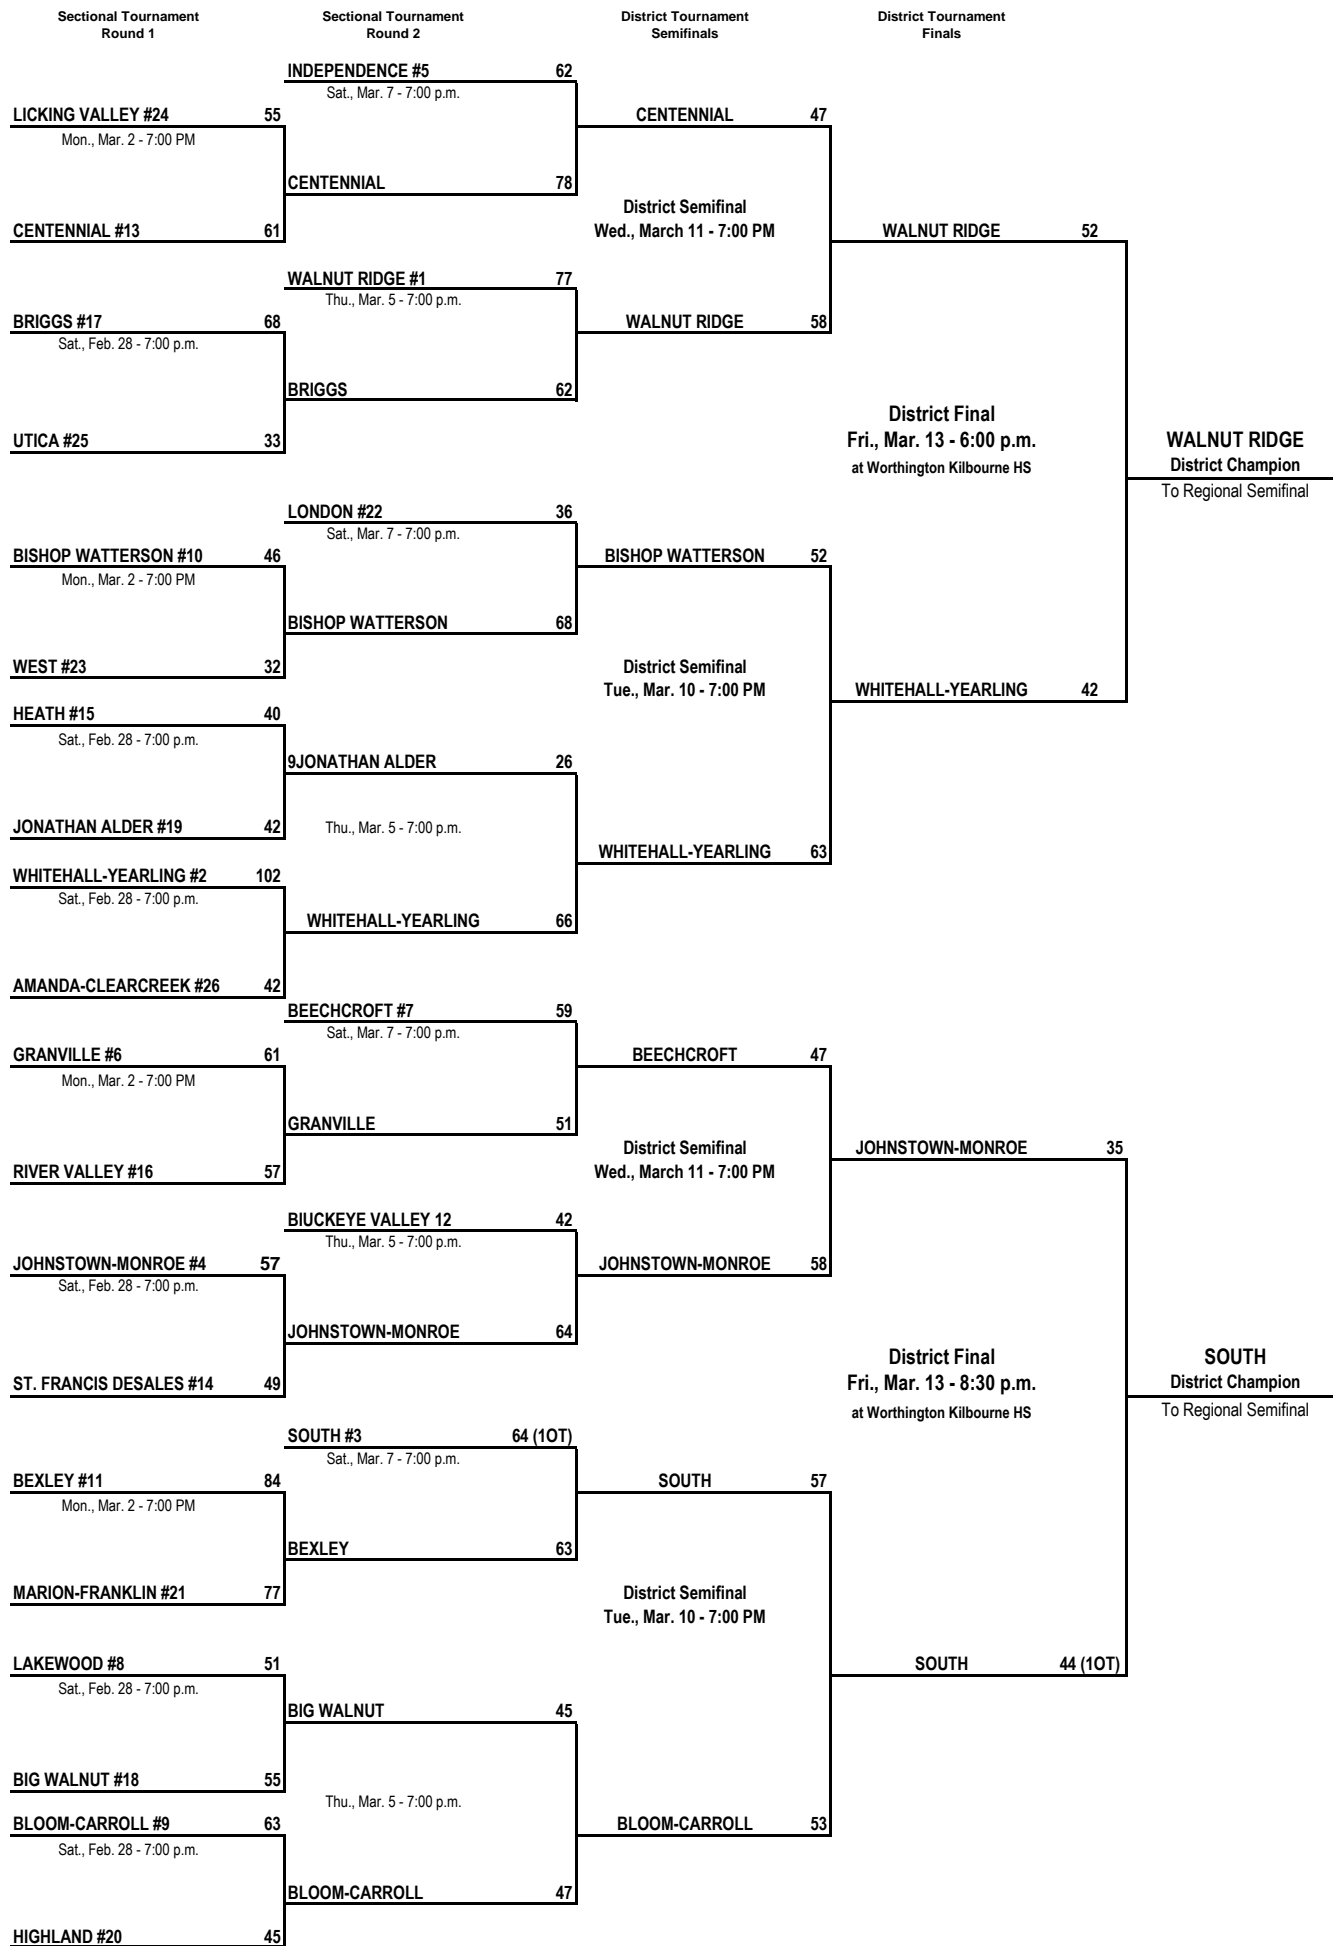 Sectional Tournament
Round 1
Sectional Tournament
Round 2
District Tournament
Semifinals
District Tournament
Finals
INDEPENDENCE #5 62
Sat., Mar. 7 - 7:00 p.m.
LICKING VALLEY #24 55
CENTENNIAL 47
Mon., Mar. 2 - 7:00 PM
CENTENNIAL 78
District Semifinal
Wed., March 11 - 7:00 PM
CENTENNIAL #13 61
WALNUT RIDGE 52
WALNUT RIDGE #1 77
Thu., Mar. 5 - 7:00 p.m.
BRIGGS #17 68
WALNUT RIDGE 58
Sat., Feb. 28 - 7:00 p.m.
BRIGGS 62
District Final
Fri., Mar. 13 - 6:00 p.m.
at Worthington Kilbourne HS
UTICA #25 33
WALNUT RIDGE
District Champion
To Regional Semifinal
LONDON #22 36
Sat., Mar. 7 - 7:00 p.m.
BISHOP WATTERSON #10 46
BISHOP WATTERSON 52
Mon., Mar. 2 - 7:00 PM
BISHOP WATTERSON 68
WEST #23 32
District Semifinal
Tue., Mar. 10 - 7:00 PM
WHITEHALL-YEARLING 42
HEATH #15 40
Sat., Feb. 28 - 7:00 p.m.
9JONATHAN ALDER 26
JONATHAN ALDER #19 42
Thu., Mar. 5 - 7:00 p.m.
WHITEHALL-YEARLING 63
WHITEHALL-YEARLING #2 102
Sat., Feb. 28 - 7:00 p.m.
WHITEHALL-YEARLING 66
AMANDA-CLEARCREEK #26 42
BEECHCROFT #7 59
Sat., Mar. 7 - 7:00 p.m.
GRANVILLE #6 61
BEECHCROFT 47
Mon., Mar. 2 - 7:00 PM
GRANVILLE 51
District Semifinal
Wed., March 11 - 7:00 PM
JOHNSTOWN-MONROE 35
RIVER VALLEY #16 57
BIUCKEYE VALLEY 12 42
Thu., Mar. 5 - 7:00 p.m.
JOHNSTOWN-MONROE #4 57
JOHNSTOWN-MONROE 58
Sat., Feb. 28 - 7:00 p.m.
JOHNSTOWN-MONROE 64
District Final
Fri., Mar. 13 - 8:30 p.m.
at Worthington Kilbourne HS
SOUTH
District Champion
To Regional Semifinal
ST. FRANCIS DESALES #14 49
SOUTH #3 64 (1OT)
Sat., Mar. 7 - 7:00 p.m.
BEXLEY #11 84
SOUTH 57
Mon., Mar. 2 - 7:00 PM
BEXLEY 63
MARION-FRANKLIN #21 77
District Semifinal
Tue., Mar. 10 - 7:00 PM
LAKEWOOD #8 51
SOUTH 44 (1OT)
Sat., Feb. 28 - 7:00 p.m.
BIG WALNUT 45
BIG WALNUT #18 55
Thu., Mar. 5 - 7:00 p.m.
BLOOM-CARROLL #9 63
BLOOM-CARROLL 53
Sat., Feb. 28 - 7:00 p.m.
BLOOM-CARROLL 47
HIGHLAND #20 45